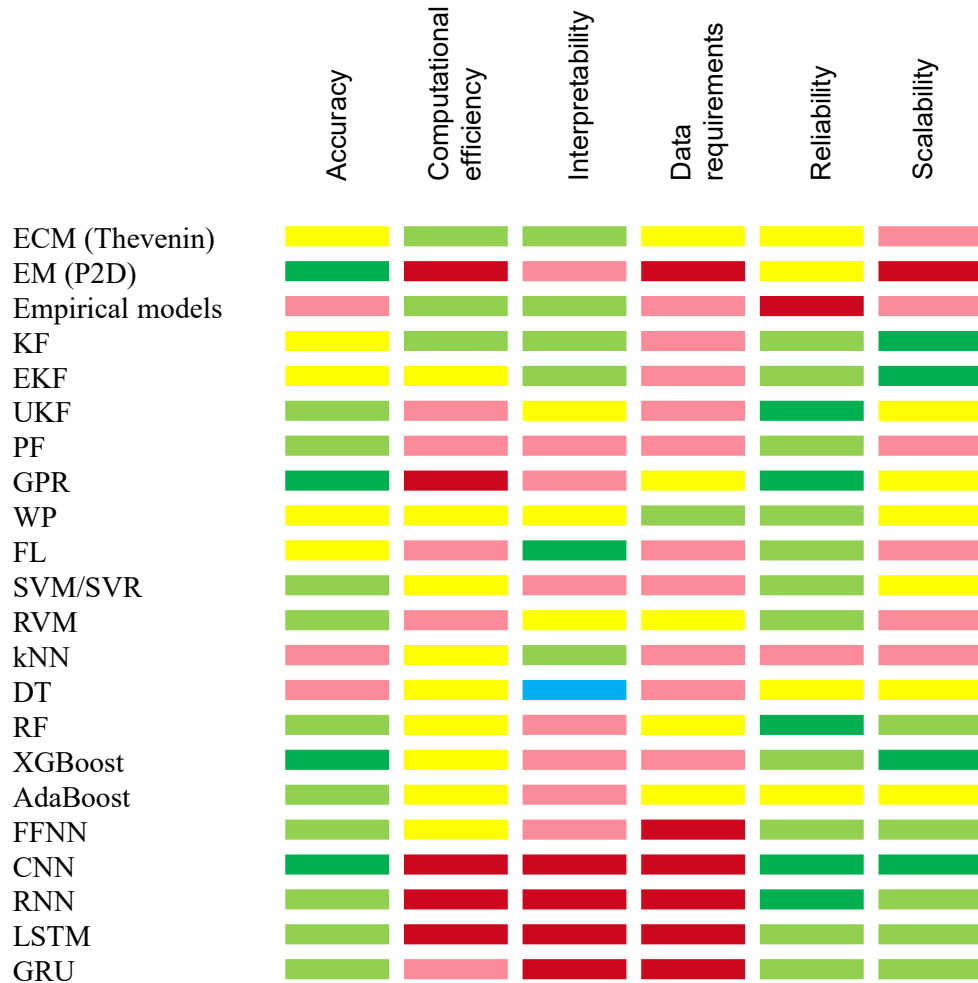 Accuracy
Computational
efficiency
Interpretability
Data
requirements
Reliability
Scalability
ECM (Thevenin)
EM (P2D)
Empirical models
KF
EKF
UKF
PF
GPR
WP
FL
SVM/SVR
RVM
kNN
DT
RF
XGBoost
AdaBoost
FFNN
CNN
RNN
LSTM
GRU